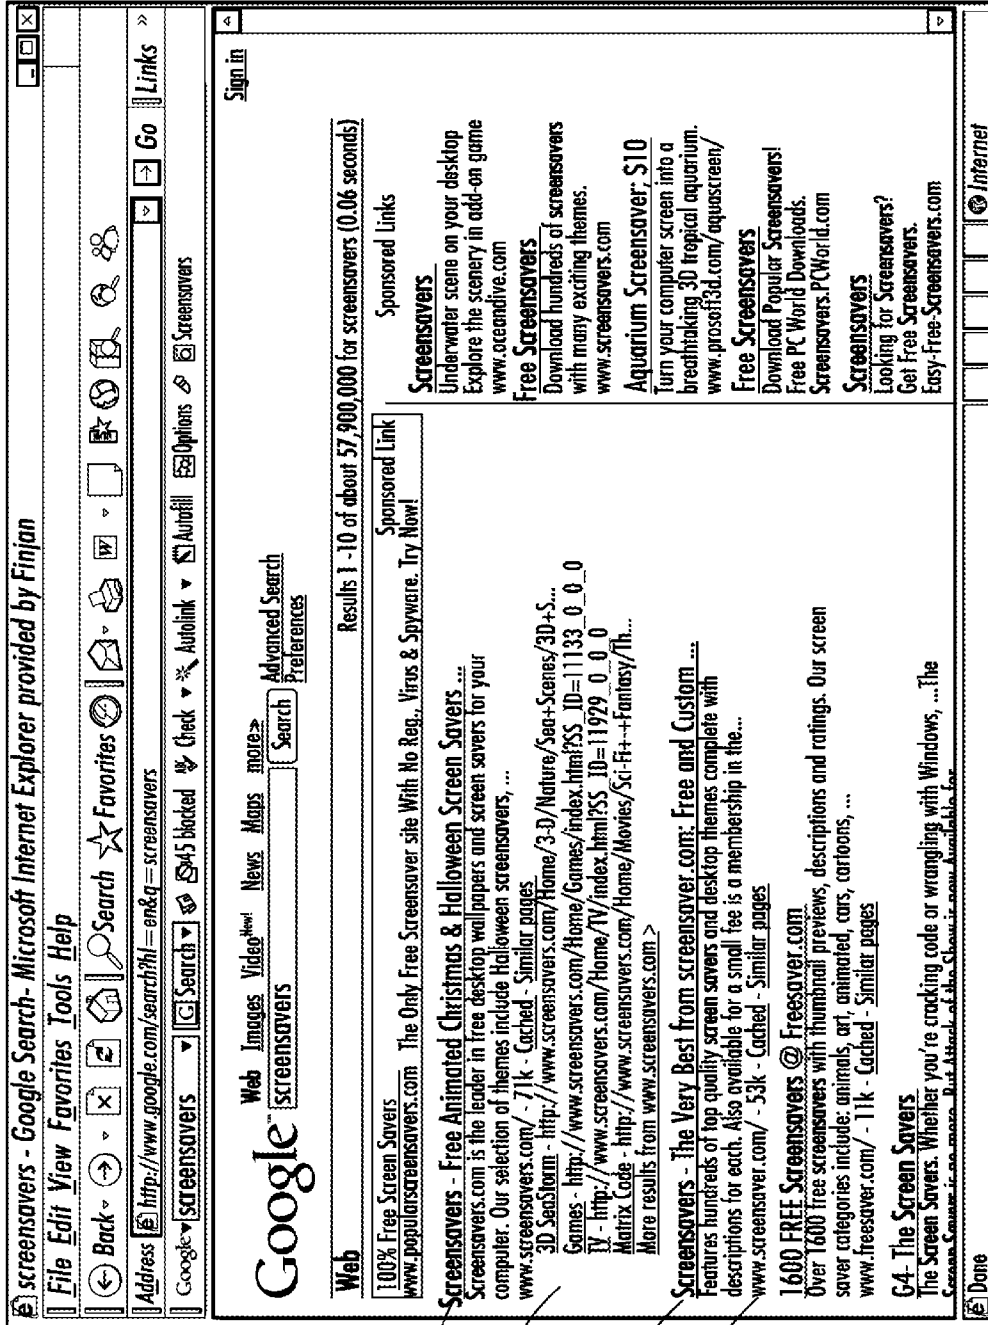 screensavers - Google Search- Microsoft Internet Explorer provided by Finjan
File Edit View Favorites Tools Help
Back Search Favorites
Address http://www.google.com/search?hl=en&q=screensavers Go Links »
Google screensavers G Search 45 blocked Check Autolink Autofill Options Screensavers
Sign in
Web Images Video New! News Maps more»
Google screensavers Search Advanced Search
Preferences
Web Results 1 -10 of about 57,900,000 for screensavers (0.06 seconds)
100% Free Screen Savers Sponsored Link
www.popularscreensavers.com The Only Free Screensaver site With No Reg., Virus & Spyware. Try Now!
Screensavers - Free Animated Christmas & Halloween Screen Savers ...
Screensavers.com is the leader in free desktop wallpapers and screen savers for your
computer. Our selection of themes include Halloween screensavers, ...
www.screensavers.com/ - 71k - Cached - Similar pages
3D SeaStorm - http://www.screensavers.com/Home/3-D/Nature/Sea+Scenes/3D+S...
Games - http://www.screensavers.com/Home/Games/index.html?SS_ID=11133_0_0_0
TV - http://www.screensavers.com/Home/TV/index.html?SS_ID=11929_0_0_0
Matrix Code - http://www.screensavers.com/Home/Movies/Sci-Fi+-+Fantasy/Th...
More results from www.screensavers.com >
Screensavers - The Very Best from screensaver.com: Free and Custom ...
Features hundreds of top quality screen savers and desktop themes complete with
descriptions for each. Also available for a small fee is a membership in the...
www.screensaver.com/ - 53k - Cached - Similar pages
1600 FREE Screensavers @ Freesaver.com
Over 1600 free screensavers with thumbnail previews, descriptions and ratings. Our screen
saver categories include: animals, art, animated, cars, cartoons, ...
www.freesaver.com/ - 11k - Cached - Similar pages
G4- The Screen Savers
The Screen Savers. Whether you're cracking code or wrangling with Windows, ...The
Screen Savers is no more. But Attack of the Show is now Available for
Sponsored Links
Screensavers
Underwater scene on your desktop
Explore the scenery in add-on game
www.oceandive.com
Free Screensavers
Download hundreds of screensavers
with many exciting themes.
www.screensavers.com
Aquarium Screensaver; $10
Turn your computer screen into a
breathtaking 3D tropical aquarium.
www.prosoft3d.com/aquascreen/
Free Screensavers
Download Popular Screensavers!
Free PC World Downloads.
Screensavers.PCWorld.com
Screensavers
Looking for Screensavers?
Get Free Screensavers.
Easy-Free-Screensavers.com
Done Internet